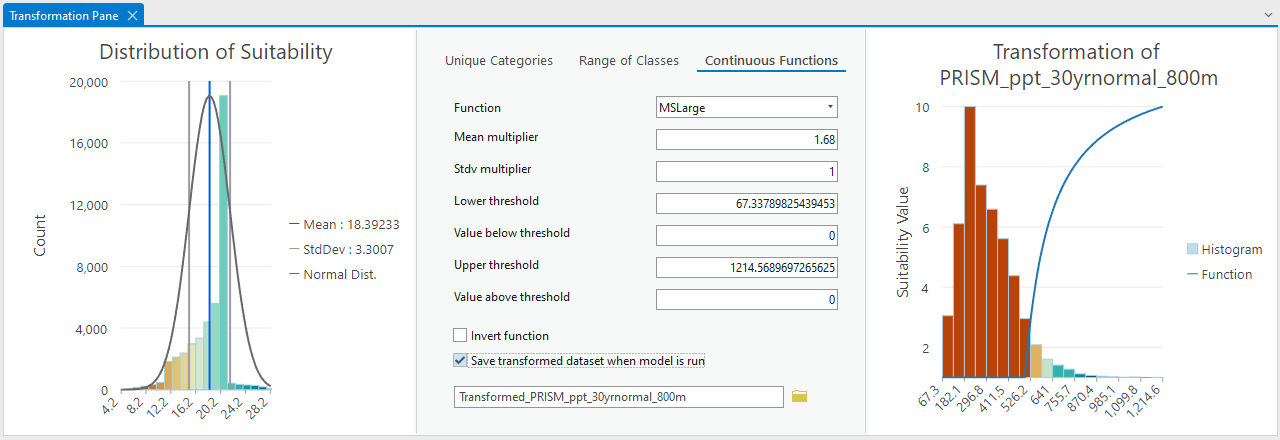 Transformation Pane
Distribution of Suitability
20,000
16,000
12,000
8,000
4,000
0
Count
4.2
8.2
12.2
16.2
20.2
24.2
28.2
Mean : 18.39233
StdDev : 3.3007
Normal Dist.
Unique Categories Range of Classes Continuous Functions
Function MSLarge
Mean multiplier 1.68
Stdv multiplier 1
Lower threshold 67.33789825439453
Value below threshold 0
Upper threshold 1214.5689697265625
Value above threshold 0
Invert function
Save transformed dataset when model is run
Transformed_PRISM_ppt_30yrnormal_800m
Transformation of
PRISM_ppt_30yrnormal_800m
10
8
6
4
2
Suitability Value
67.3
182.1
296.8
411.5
526.2
641
755.7
870.4
985.1
1,099.8
1,214.6
Histogram
Function